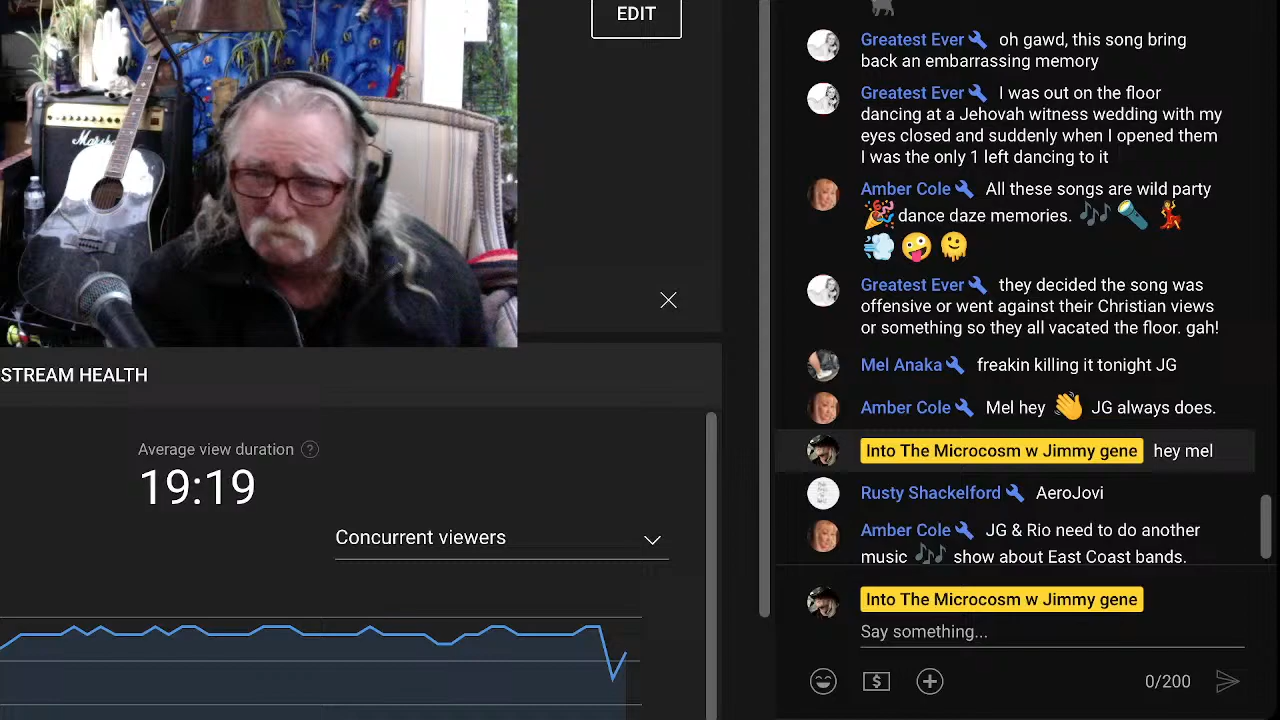 EDIT
Marshall
STREAM HEALTH
Average view duration ?
19:19
Concurrent viewers
Greatest Ever oh gawd, this song bring
back an embarrassing memory
Greatest Ever I was out on the floor
dancing at a Jehovah witness wedding with my
eyes closed and suddenly when I opened them
I was the only 1 left dancing to it
Amber Cole All these songs are wild party
🎉 dance daze memories. 🎶 🔦 💃
💨 🤪 🫠
Greatest Ever they decided the song was
offensive or went against their Christian views
or something so they all vacated the floor. gah!
Mel Anaka freakin killing it tonight JG
Amber Cole Mel hey 👋 JG always does.
Into The Microcosm w Jimmy gene hey mel
Rusty Shackelford AeroJovi
Amber Cole JG & Rio need to do another
music 🎶 show about East Coast bands.
Into The Microcosm w Jimmy gene
Say something...
0/200